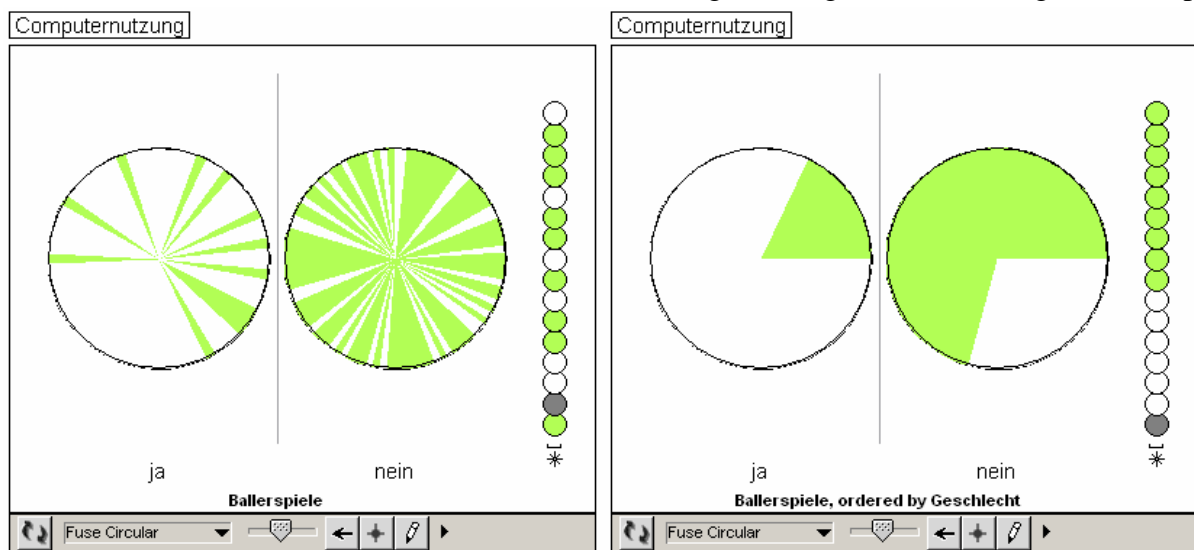 Computernutzung
ja
nein
*
Ballerspiele
Fuse Circular
Computernutzung
ja
nein
*
Ballerspiele, ordered by Geschlecht
Fuse Circular